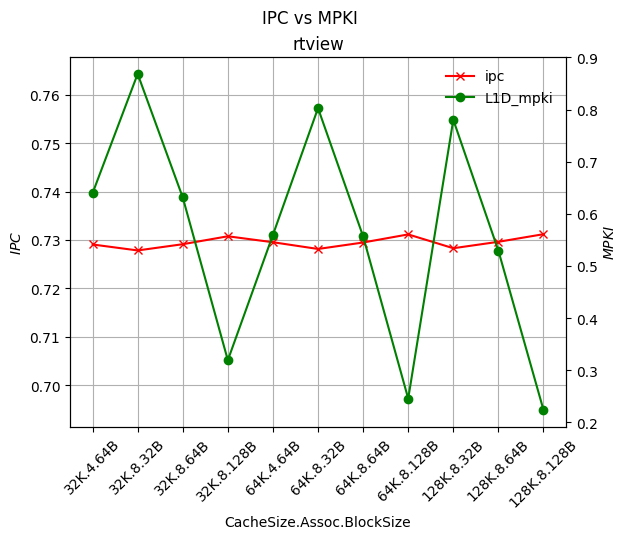 IPC vs MPKI
rtview
ipc
L1D_mpki
0.76
0.75
0.74
0.73
0.72
0.71
0.70
IPC
0.9
0.8
0.7
0.6
0.5
0.4
0.3
0.2
MPKI
32K.4.64B
32K.8.32B
32K.8.64B
32K.8.128B
64K.4.64B
64K.8.32B
64K.8.64B
64K.8.128B
128K.8.32B
128K.8.64B
128K.8.128B
CacheSize.Assoc.BlockSize